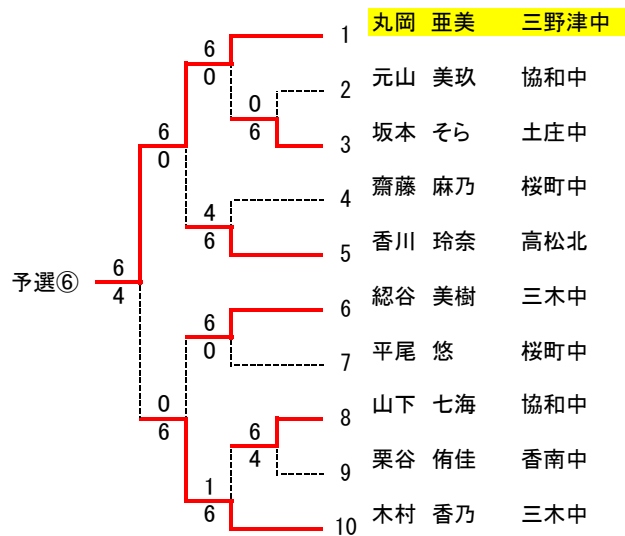 1 丸岡 亜美 三野津中
6
0
2 元山 美玖 協和中
0
6
3 坂本 そら 土庄中
6
0
4 齋藤 麻乃 桜町中
4
6
5 香川 玲奈 高松北
予選⑥
6
4
6 綛谷 美樹 三木中
6
0
7 平尾 悠 桜町中
8 山下 七海 協和中
0
6
6
4
9 栗谷 侑佳 香南中
1
6
10 木村 香乃 三木中